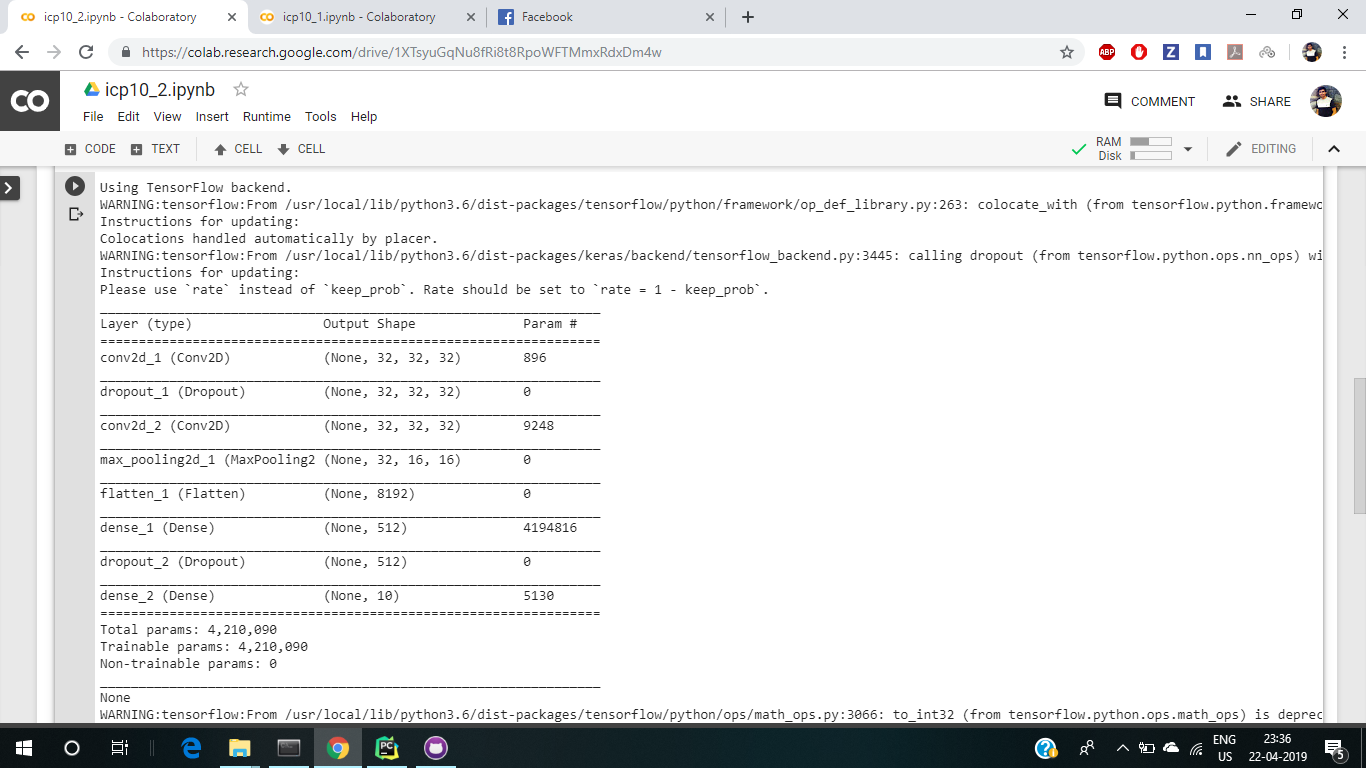 icp10_2.ipynb - Colaboratory
icp10_1.ipynb - Colaboratory
Facebook
https://colab.research.google.com/drive/1XTsyuGqNu8fRi8t8RpoWFTMmxRdxDm4w
ABP
Z
CO
icp10_2.ipynb
COMMENT
SHARE
File Edit View Insert Runtime Tools Help
CODE TEXT CELL CELL
RAM
Disk
EDITING
Using TensorFlow backend.
WARNING:tensorflow:From /usr/local/lib/python3.6/dist-packages/tensorflow/python/framework/op_def_library.py:263: colocate_with (from tensorflow.python.framewo
Instructions for updating:
Colocations handled automatically by placer.
WARNING:tensorflow:From /usr/local/lib/python3.6/dist-packages/keras/backend/tensorflow_backend.py:3445: calling dropout (from tensorflow.python.ops.nn_ops) wi
Instructions for updating:
Please use `rate` instead of `keep_prob`. Rate should be set to `rate = 1 - keep_prob`.
_________________________________________________________________
Layer (type) Output Shape Param #
=================================================================
conv2d_1 (Conv2D) (None, 32, 32, 32) 896
_________________________________________________________________
dropout_1 (Dropout) (None, 32, 32, 32) 0
_________________________________________________________________
conv2d_2 (Conv2D) (None, 32, 32, 32) 9248
_________________________________________________________________
max_pooling2d_1 (MaxPooling2 (None, 32, 16, 16) 0
_________________________________________________________________
flatten_1 (Flatten) (None, 8192) 0
_________________________________________________________________
dense_1 (Dense) (None, 512) 4194816
_________________________________________________________________
dropout_2 (Dropout) (None, 512) 0
_________________________________________________________________
dense_2 (Dense) (None, 10) 5130
=================================================================
Total params: 4,210,090
Trainable params: 4,210,090
Non-trainable params: 0
_________________________________________________________________
None
WARNING:tensorflow:From /usr/local/lib/python3.6/dist-packages/tensorflow/python/ops/math_ops.py:3066: to_int32 (from tensorflow.python.ops.math_ops) is deprec
PC
ENG
US
23:36
22-04-2019
5